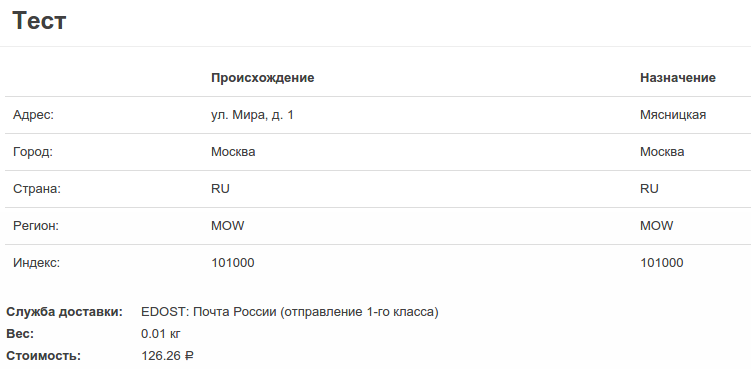 Тест
Происхождение Назначение
Адрес: ул. Мира, д. 1 Мясницкая
Город: Москва Москва
Страна: RU RU
Регион: MOW MOW
Индекс: 101000 101000
Служба доставки: EDOST: Почта России (отправление 1-го класса)
Вес: 0.01 кг
Стоимость: 126.26 ₽